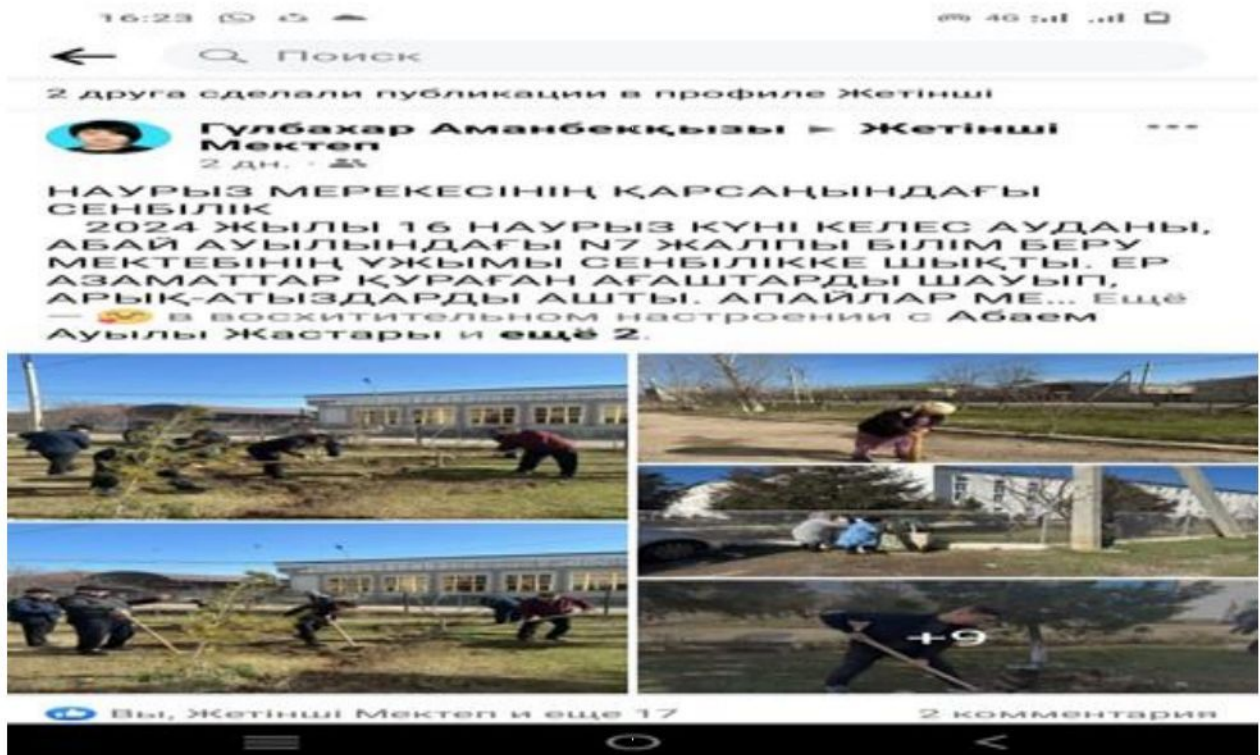 16:23
4G
Поиск
2 друга сделали публикации в профиле Жетінші
Гүлбахар Аманбекқызы ► Жетінші
Мектеп
2 дн. ·
НАУРЫЗ МЕРЕКЕСІНІҢ ҚАРСАҢЫНДАҒЫ
СЕНБІЛІК
2024 ЖЫЛЫ 16 НАУРЫЗ КҮНІ КЕЛЕС АУДАНЫ,
АБАЙ АУЫЛЫНДАҒЫ N7 ЖАЛПЫ БІЛІМ БЕРУ
МЕКТЕБІНІҢ ҰЖЫМЫ СЕНБІЛІККЕ ШЫҚТЫ. ЕР
АЗАМАТТАР ҚУРАҒАН АҒАШТАРДЫ ШАУЫП,
АРЫҚ-АТЫЗДАРДЫ АШТЫ. АПАЙЛАР МЕ... Ещё
— в восхитительном настроении с Абаем
Ауылы Жастары и ещё 2.
+9
Вы, Жетінші Мектеп и еще 17
2 комментария